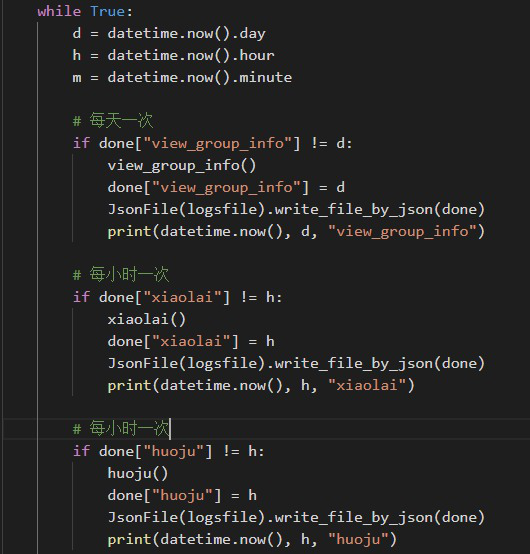 while True:
    d = datetime.now().day
    h = datetime.now().hour
    m = datetime.now().minute
    # 每天一次
    if done["view_group_info"] != d:
        view_group_info()
        done["view_group_info"] = d
        JsonFile(logsfile).write_file_by_json(done)
        print(datetime.now(), d, "view_group_info")
    # 每小时一次
    if done["xiaolai"] != h:
        xiaolai()
        done["xiaolai"] = h
        JsonFile(logsfile).write_file_by_json(done)
        print(datetime.now(), h, "xiaolai")
    # 每小时一次
    if done["huoju"] != h:
        huoju()
        done["huoju"] = h
        JsonFile(logsfile).write_file_by_json(done)
        print(datetime.now(), h, "huoju")